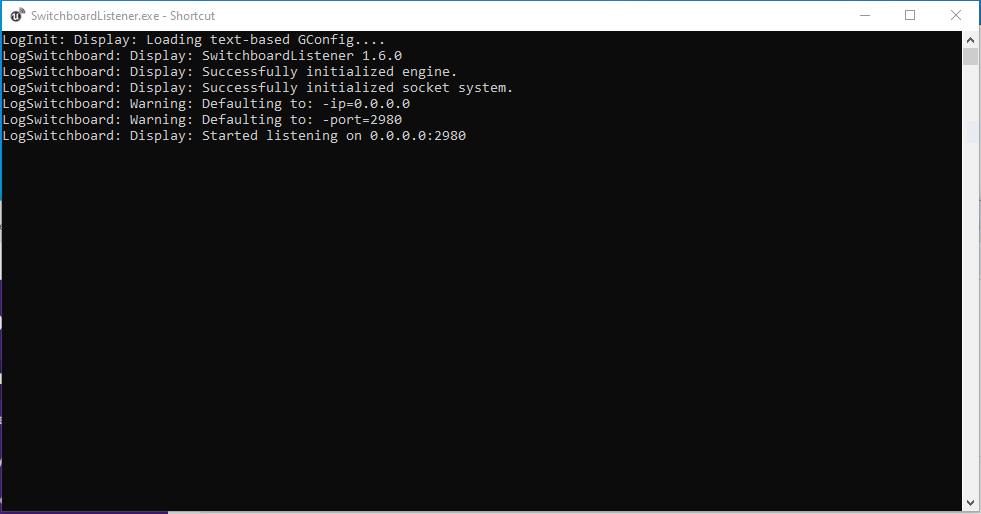 SwitchboardListener.exe - Shortcut
LogInit: Display: Loading text-based GConfig....
LogSwitchboard: Display: SwitchboardListener 1.6.0
LogSwitchboard: Display: Successfully initialized engine.
LogSwitchboard: Display: Successfully initialized socket system.
LogSwitchboard: Warning: Defaulting to: -ip=0.0.0.0
LogSwitchboard: Warning: Defaulting to: -port=2980
LogSwitchboard: Display: Started listening on 0.0.0.0:2980